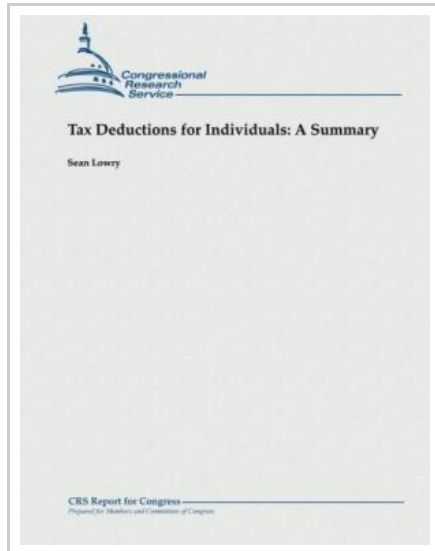 Congressional
Research
Service
Tax Deductions for Individuals: A Summary
Sean Lowry
CRS Report for Congress
Prepared for Members and Committees of Congress